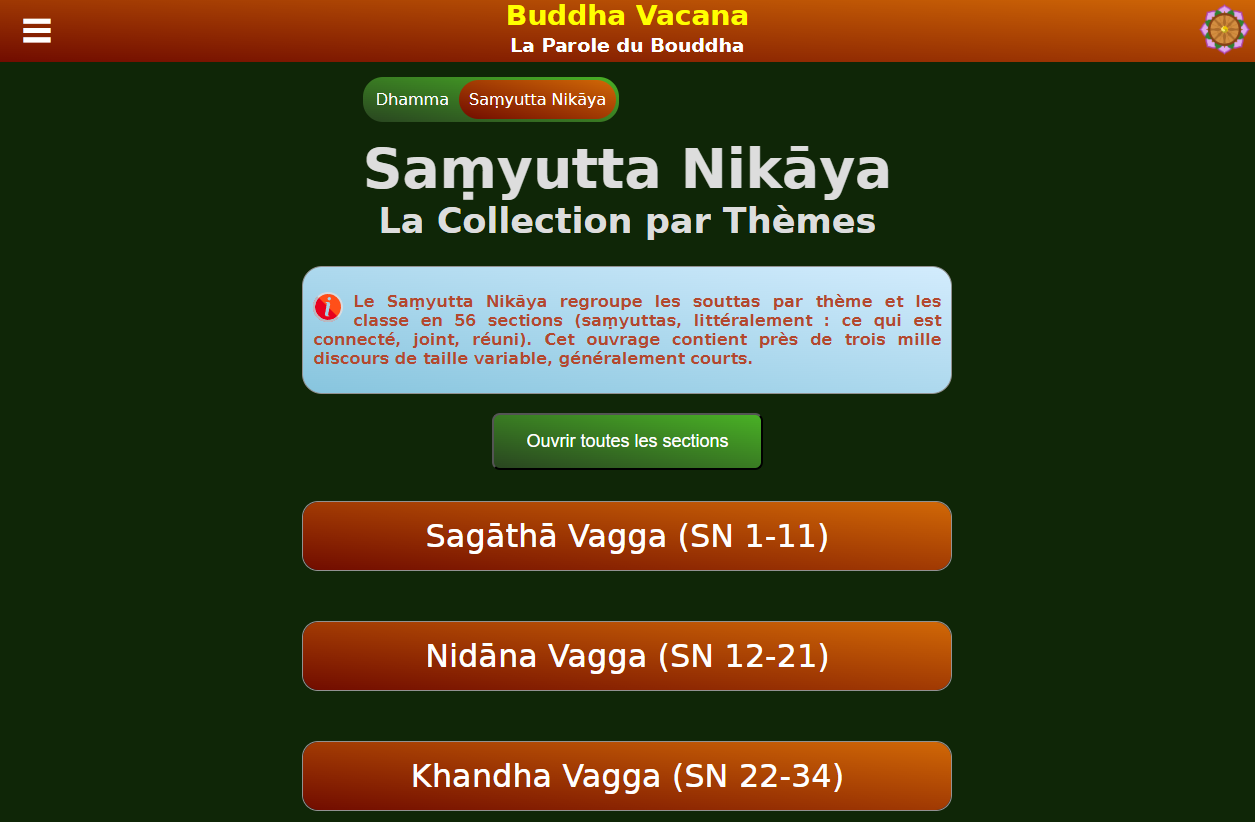 Buddha Vacana
La Parole du Bouddha
Dhamma Saṃyutta Nikāya
Saṃyutta Nikāya
La Collection par Thèmes
Le Saṃyutta Nikāya regroupe les souttas par thème et les
classe en 56 sections (saṃyuttas, littéralement : ce qui est
connecté, joint, réuni). Cet ouvrage contient près de trois mille
discours de taille variable, généralement courts.
Ouvrir toutes les sections
Sagāthā Vagga (SN 1-11)
Nidāna Vagga (SN 12-21)
Khandha Vagga (SN 22-34)